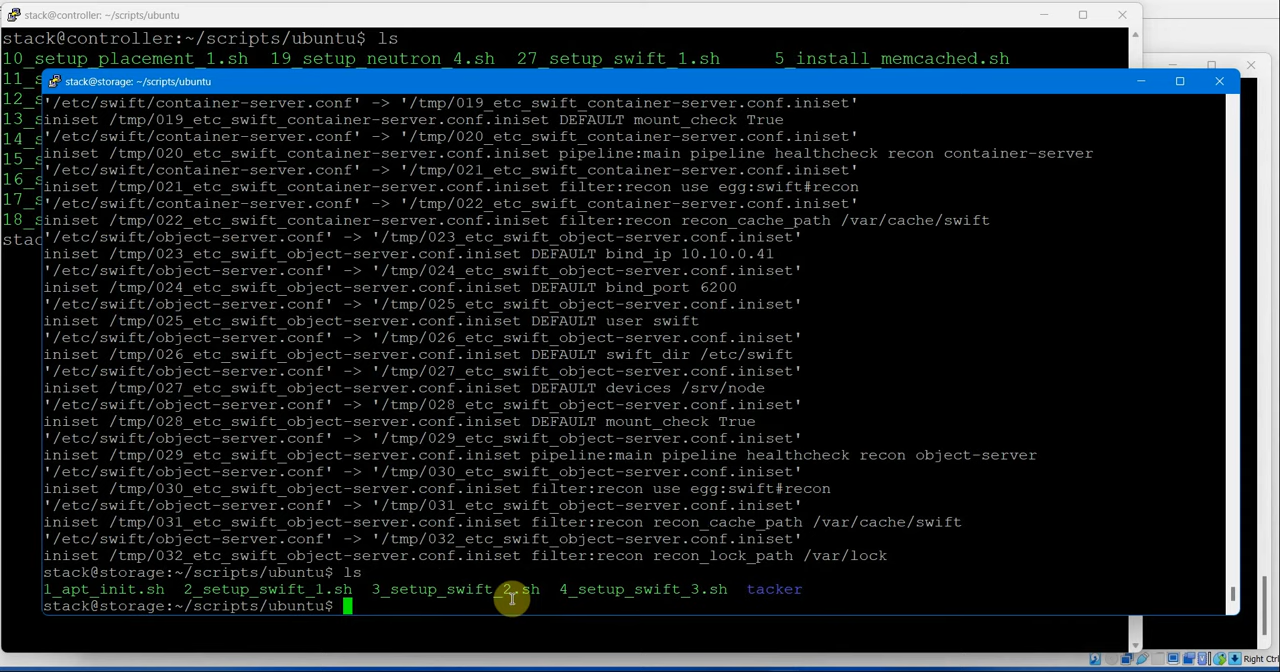 stack@controller: ~/scripts/ubuntu
stack@controller:~/scripts/ubuntu$ ls
10_setup_placement_1.sh 19_setup_neutron_4.sh 27_setup_swift_1.sh 5_install_memcached.sh
11_s
12_s
13_s
14_s
15_s
16_s
17_s
18_s
stac
stack@storage: ~/scripts/ubuntu
'/etc/swift/container-server.conf' -> '/tmp/019_etc_swift_container-server.conf.iniset'
iniset /tmp/019_etc_swift_container-server.conf.iniset DEFAULT mount_check True
'/etc/swift/container-server.conf' -> '/tmp/020_etc_swift_container-server.conf.iniset'
iniset /tmp/020_etc_swift_container-server.conf.iniset pipeline:main pipeline healthcheck recon container-server
'/etc/swift/container-server.conf' -> '/tmp/021_etc_swift_container-server.conf.iniset'
iniset /tmp/021_etc_swift_container-server.conf.iniset filter:recon use egg:swift#recon
'/etc/swift/container-server.conf' -> '/tmp/022_etc_swift_container-server.conf.iniset'
iniset /tmp/022_etc_swift_container-server.conf.iniset filter:recon recon_cache_path /var/cache/swift
'/etc/swift/object-server.conf' -> '/tmp/023_etc_swift_object-server.conf.iniset'
iniset /tmp/023_etc_swift_object-server.conf.iniset DEFAULT bind_ip 10.10.0.41
'/etc/swift/object-server.conf' -> '/tmp/024_etc_swift_object-server.conf.iniset'
iniset /tmp/024_etc_swift_object-server.conf.iniset DEFAULT bind_port 6200
'/etc/swift/object-server.conf' -> '/tmp/025_etc_swift_object-server.conf.iniset'
iniset /tmp/025_etc_swift_object-server.conf.iniset DEFAULT user swift
'/etc/swift/object-server.conf' -> '/tmp/026_etc_swift_object-server.conf.iniset'
iniset /tmp/026_etc_swift_object-server.conf.iniset DEFAULT swift_dir /etc/swift
'/etc/swift/object-server.conf' -> '/tmp/027_etc_swift_object-server.conf.iniset'
iniset /tmp/027_etc_swift_object-server.conf.iniset DEFAULT devices /srv/node
'/etc/swift/object-server.conf' -> '/tmp/028_etc_swift_object-server.conf.iniset'
iniset /tmp/028_etc_swift_object-server.conf.iniset DEFAULT mount_check True
'/etc/swift/object-server.conf' -> '/tmp/029_etc_swift_object-server.conf.iniset'
iniset /tmp/029_etc_swift_object-server.conf.iniset pipeline:main pipeline healthcheck recon object-server
'/etc/swift/object-server.conf' -> '/tmp/030_etc_swift_object-server.conf.iniset'
iniset /tmp/030_etc_swift_object-server.conf.iniset filter:recon use egg:swift#recon
'/etc/swift/object-server.conf' -> '/tmp/031_etc_swift_object-server.conf.iniset'
iniset /tmp/031_etc_swift_object-server.conf.iniset filter:recon recon_cache_path /var/cache/swift
'/etc/swift/object-server.conf' -> '/tmp/032_etc_swift_object-server.conf.iniset'
iniset /tmp/032_etc_swift_object-server.conf.iniset filter:recon recon_lock_path /var/lock
stack@storage:~/scripts/ubuntu$ ls
1_apt_init.sh 2_setup_swift_1.sh 3_setup_swift_2.sh 4_setup_swift_3.sh tacker
stack@storage:~/scripts/ubuntu$
Right Ctrl